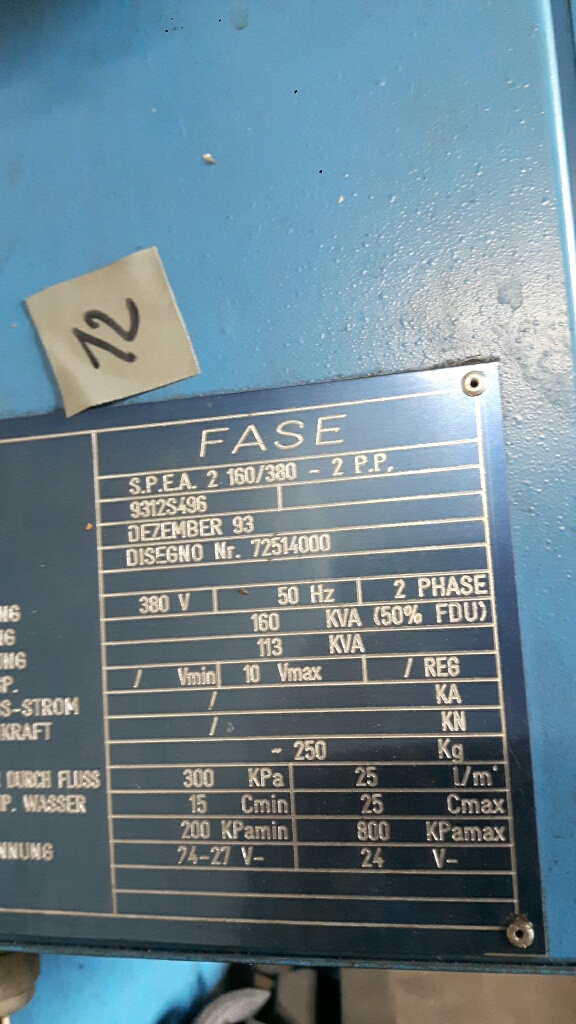 12
FASE
S.P.E.A. 2 160/380 - 2 P.P.
9312S496
DEZEMBER 93
DISEGNO Nr. 72514000
380 V 50 Hz 2 PHASE
NG 160 KVA (50% FDU)
NG 113 KVA
UNG / Vmin 10 Vmax / REG
SP. / KA
S-STROM / KN
KRAFT ~ 250 Kg
DURCH FLUSS 300 KPa 25 l/m'
P. WASSER 15 Cmin 25 Cmax
200 KPamin 800 KPamax
NNUNG 24-27 V- 24 V-